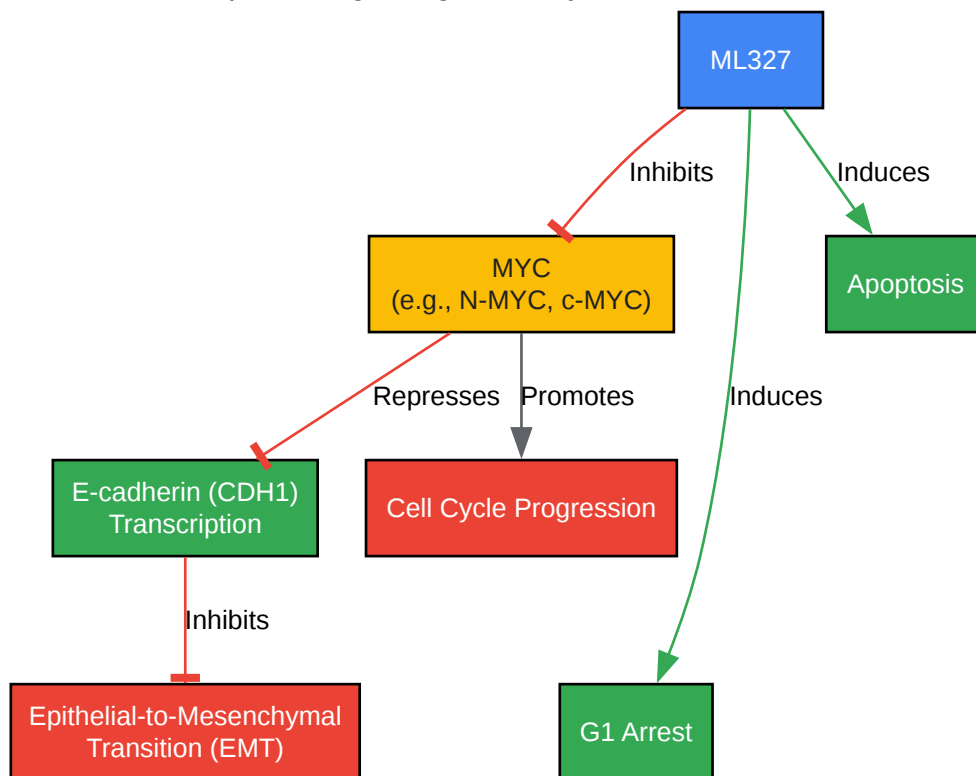 ML327
Inhibits
Induces
MYC
(e.g., N-MYC, c-MYC)
Apoptosis
Represses
Promotes
Induces
E-cadherin (CDH1)
Transcription
Cell Cycle Progression
Inhibits
Epithelial-to-Mesenchymal
Transition (EMT)
G1 Arrest